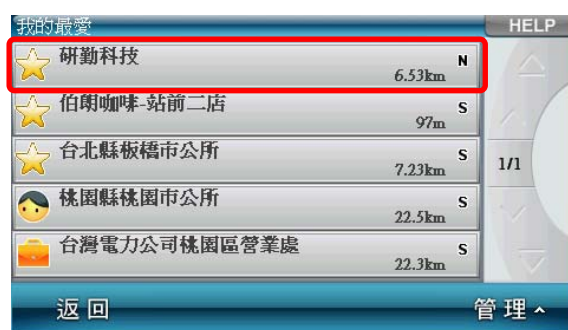 我的最愛 HELP
研勤科技 N
6.53km
伯朗咖啡-站前二店 S
97m
台北縣板橋市公所 S
7.23km
1/1
桃園縣桃園市公所 S
22.5km
台灣電力公司桃園區營業處 S
22.3km
返回 管理